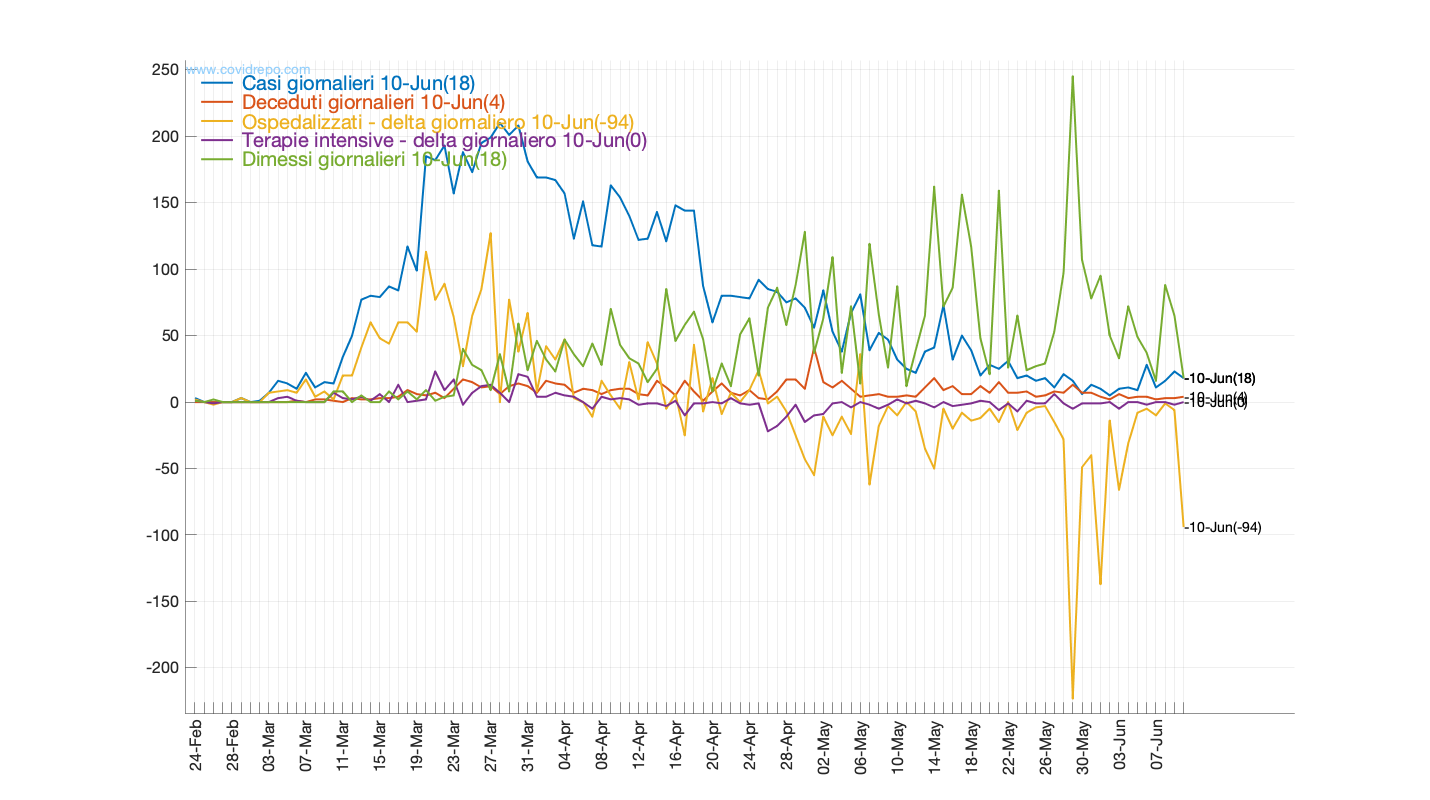 www.covidrepo.com
Casi giornalieri 10-Jun(18)
Deceduti giornalieri 10-Jun(4)
Ospedalizzati - delta giornaliero 10-Jun(-94)
Terapie intensive - delta giornaliero 10-Jun(0)
Dimessi giornalieri 10-Jun(18)
250
200
150
100
50
0
-50
-100
-150
-200
10-Jun(18)
10-Jun(4)
10-Jun(0)
10-Jun(-94)
24-Feb
28-Feb
03-Mar
07-Mar
11-Mar
15-Mar
19-Mar
23-Mar
27-Mar
31-Mar
04-Apr
08-Apr
12-Apr
16-Apr
20-Apr
24-Apr
28-Apr
02-May
06-May
10-May
14-May
18-May
22-May
26-May
30-May
03-Jun
07-Jun